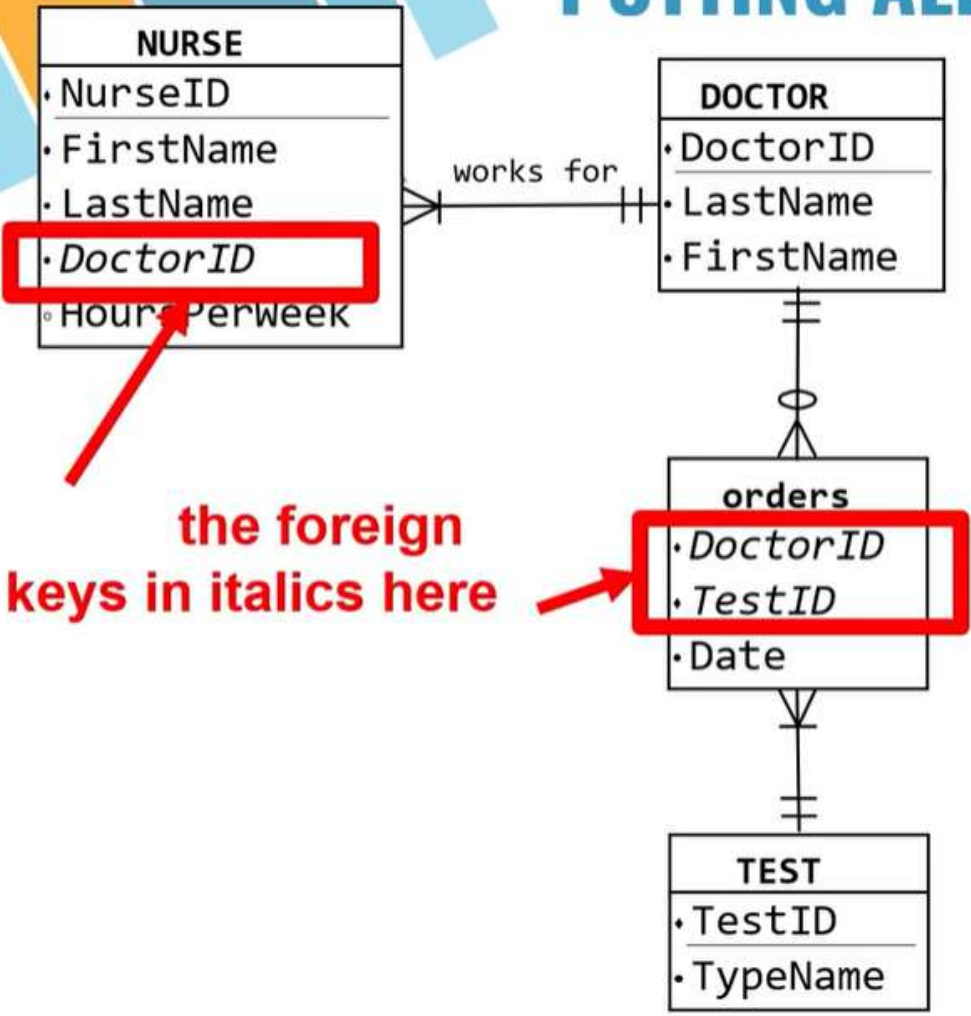 NURSE
NurseID
FirstName
LastName
DoctorID
HoursPerWeek
works for
DOCTOR
DoctorID
LastName
FirstName
the foreign
keys in italics here
orders
DoctorID
TestID
Date
TEST
TestID
TypeName